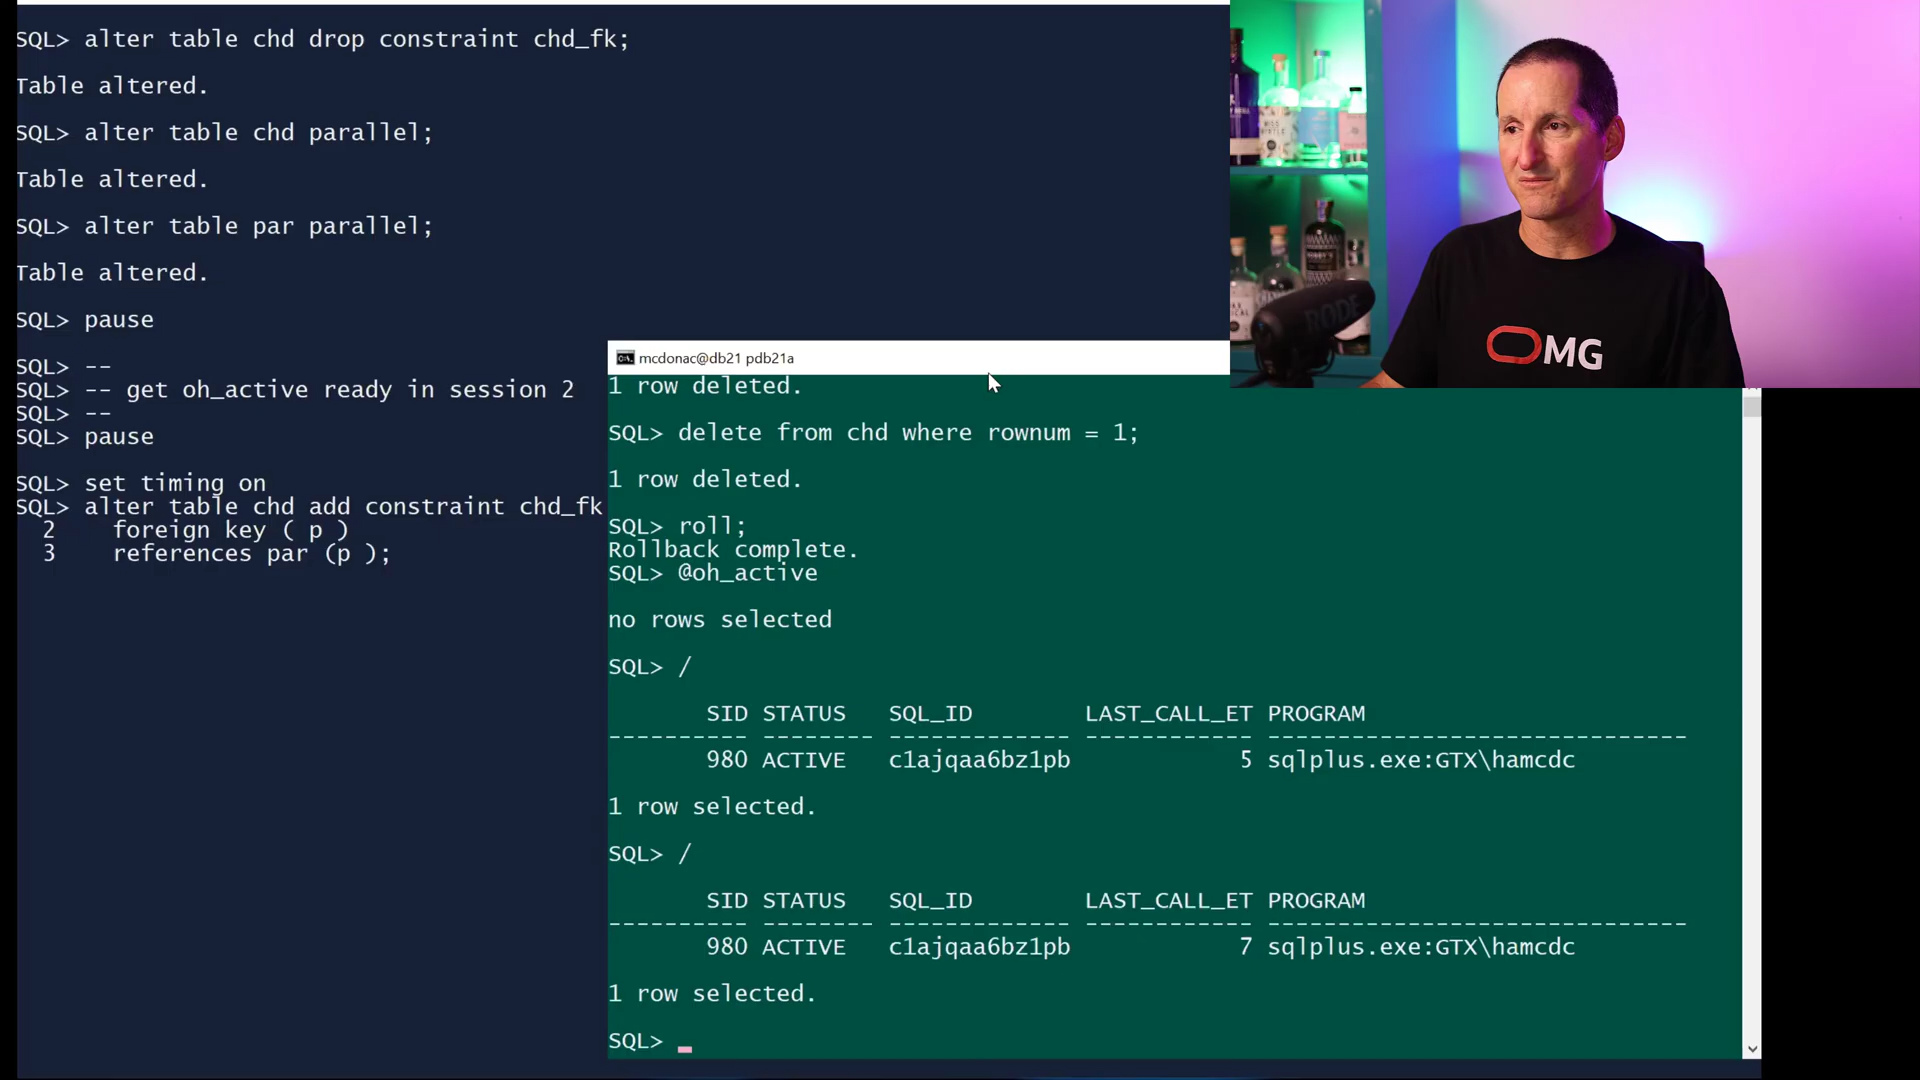 SQL> alter table chd drop constraint chd_fk;
Table altered.
SQL> alter table chd parallel;
Table altered.
SQL> alter table par parallel;
Table altered.
SQL> pause
SQL> --
SQL> -- get oh_active ready in session 2
SQL> --
SQL> pause
SQL> set timing on
SQL> alter table chd add constraint chd_fk
2 foreign key ( p )
3 references par (p );
mcdonac@db21 pdb21a
1 row deleted.
SQL> delete from chd where rownum = 1;
1 row deleted.
SQL> roll;
Rollback complete.
SQL> @oh_active
no rows selected
SQL> /
SID STATUS SQL_ID LAST_CALL_ET PROGRAM
---------- -------- ------------- ------------ ------------------------------
980 ACTIVE c1ajqaa6bz1pb 5 sqlplus.exe:GTX\hamcdc
1 row selected.
SQL> /
SID STATUS SQL_ID LAST_CALL_ET PROGRAM
---------- -------- ------------- ------------ ------------------------------
980 ACTIVE c1ajqaa6bz1pb 7 sqlplus.exe:GTX\hamcdc
1 row selected.
SQL>
RODE
OMG